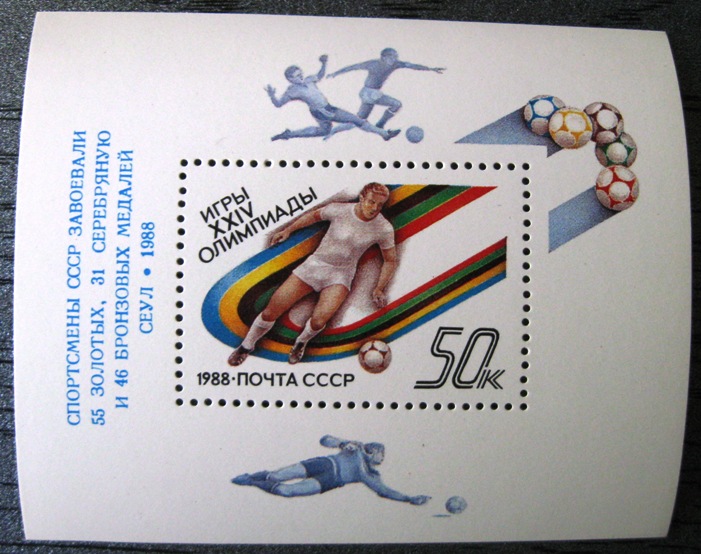 СПОРТСМЕНЫ СССР ЗАВОЕВАЛИ
55 ЗОЛОТЫХ, 31 СЕРЕБРЯНУЮ
И 46 БРОНЗОВЫХ МЕДАЛЕЙ
СЕУЛ • 1988
ИГРЫ
XXIV
ОЛИМПИАДЫ
1988·ПОЧТА СССР
50к